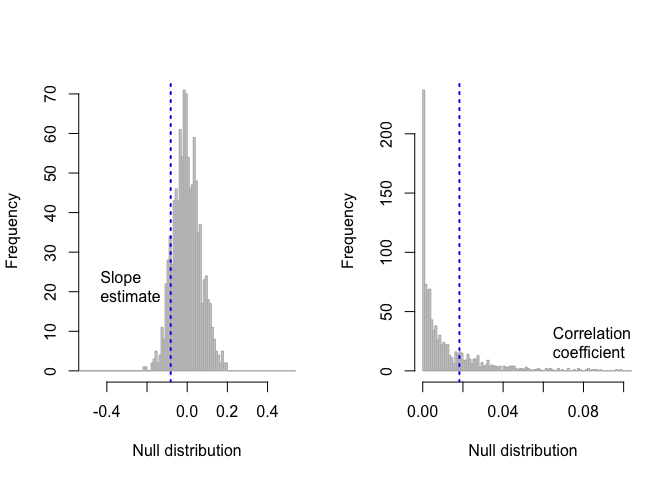 Frequency
0 10 20 30 40 50 60 70
Slope
estimate
-0.4 0.0 0.2 0.4
Null distribution
Frequency
0 50 100 150 200
Correlation
coefficient
0.00 0.04 0.08
Null distribution